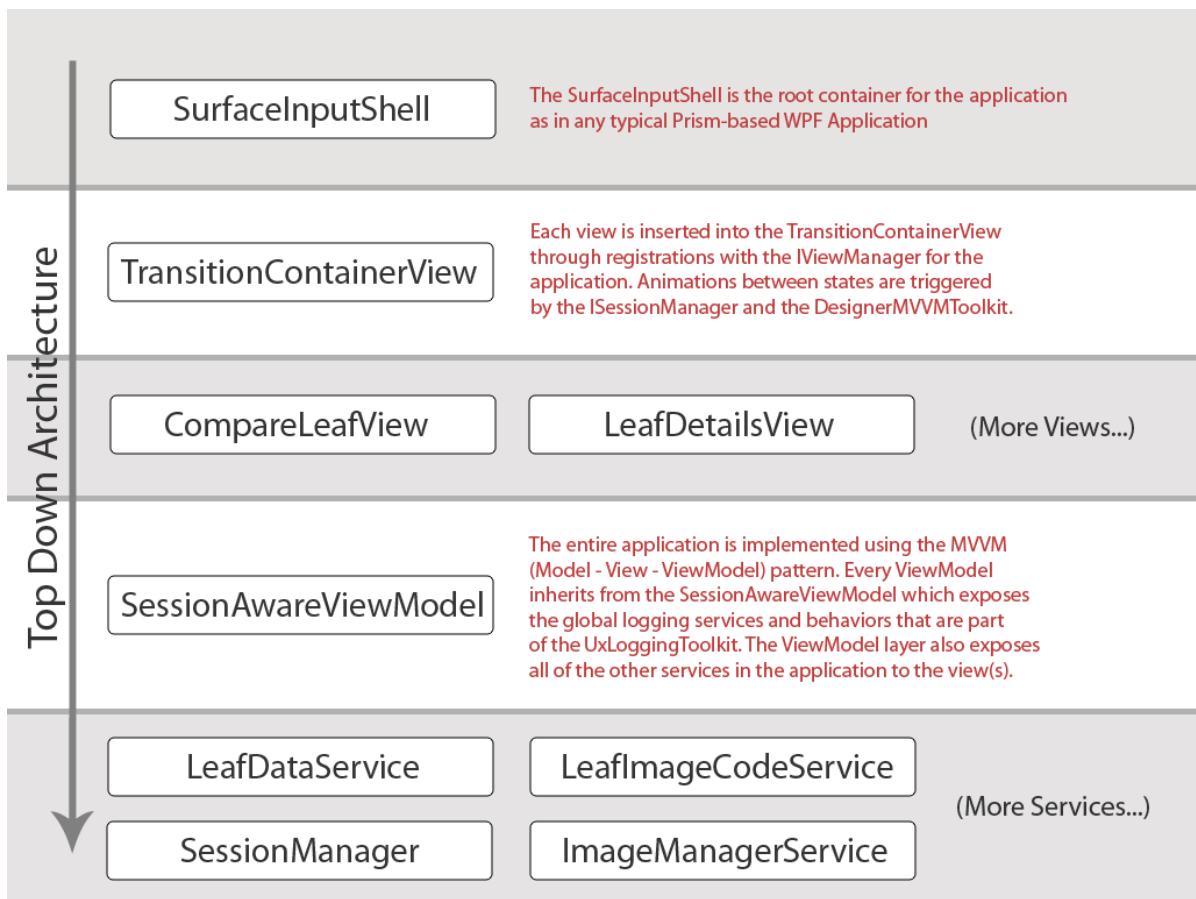 SurfaceInputShell
The SurfaceInputShell is the root container for the application
as in any typical Prism-based WPF Application
Top Down Architecture
TransitionContainerView
Each view is inserted into the TransitionContainerView
through registrations with the IViewManager for the
application. Animations between states are triggered
by the ISessionManager and the DesignerMVVMToolkit.
CompareLeafView
LeafDetailsView
(More Views...)
SessionAwareViewModel
The entire application is implemented using the MVVM
(Model - View - ViewModel) pattern. Every ViewModel
inherits from the SessionAwareViewModel which exposes
the global logging services and behaviors that are part
of the UxLoggingToolkit. The ViewModel layer also exposes
all of the other services in the application to the view(s).
LeafDataService
LeafImageCodeService
(More Services...)
SessionManager
ImageManagerService